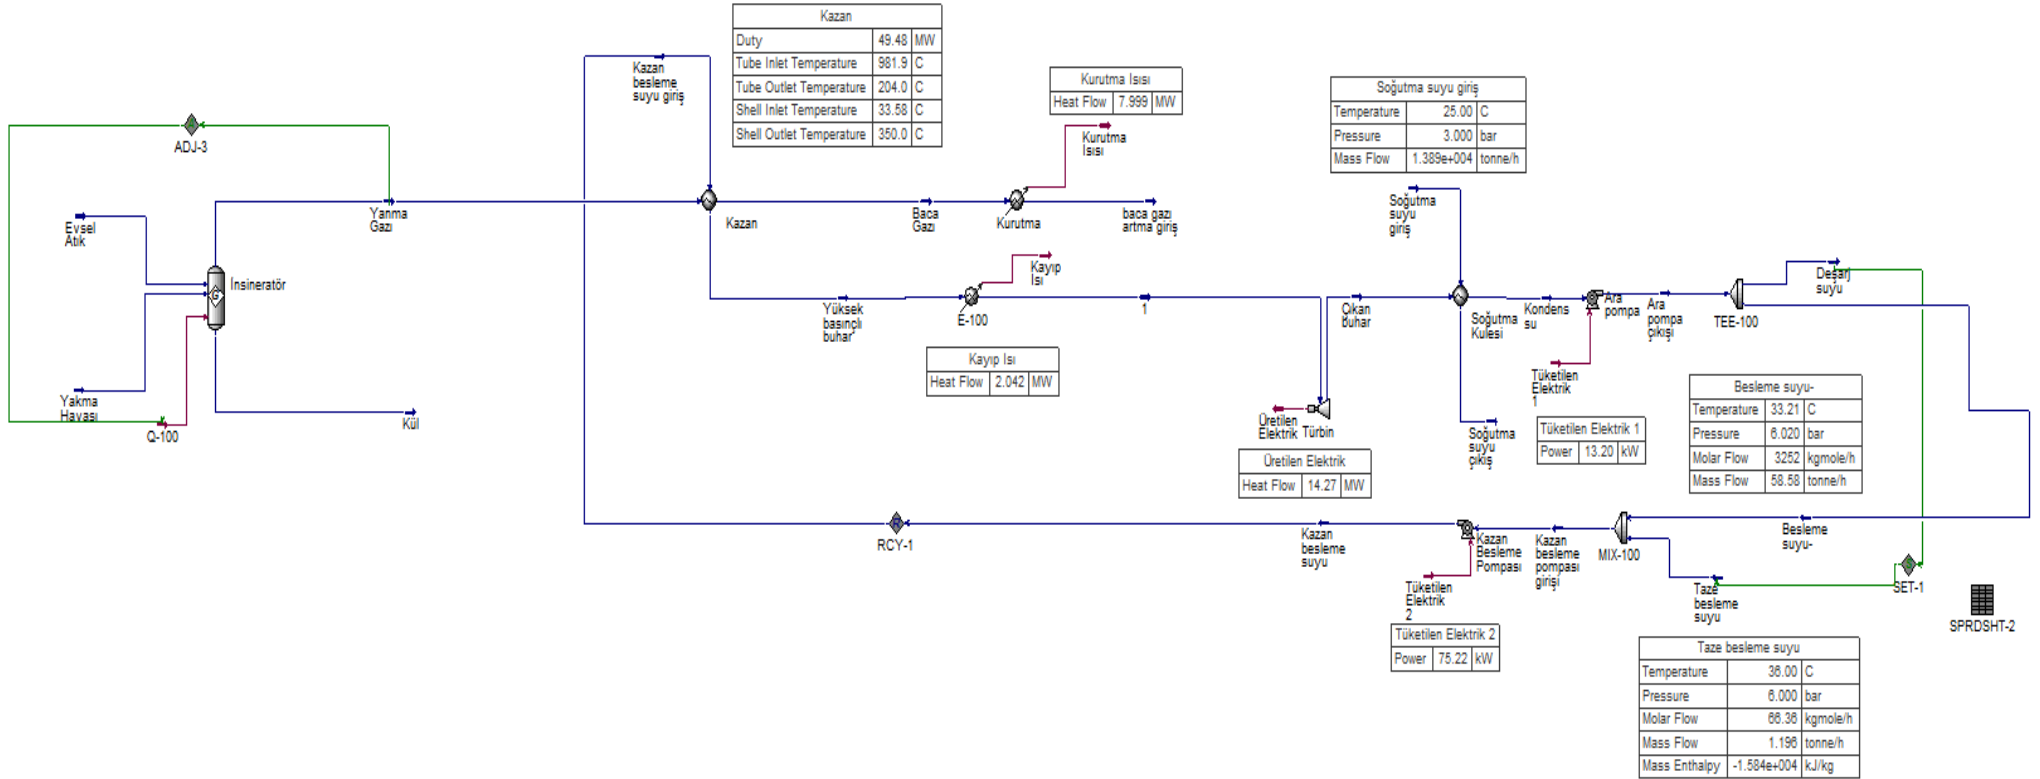 Kazan
Duty 49.48 MW
Tube Inlet Temperature 981.9 C
Tube Outlet Temperature 204.0 C
Shell Inlet Temperature 33.58 C
Shell Outlet Temperature 350.0 C
Kazan
besleme
suyu giriş
Kurutma Isısı
Heat Flow 7.999 MW
Kurutma
Isısı
Soğutma suyu giriş
Temperature 25.00 C
Pressure 3.000 bar
Mass Flow 1.389e+004 tonne/h
ADJ-3
Evsel
Atık
Yanma
Gazı
Kazan
Baca
Gazı
Kurutma
baca gazı
artma giriş
Soğutma
suyu
giriş
İnsineratör
Kayıp
Isı
Yüksek
basınçlı
buhar
E-100
1
Çıkan
buhar
Soğutma
Kulesi
Kondens
su
Ara
pompa
Ara
pompa
çıkışı
TEE-100
Deşarj
suyu
Kayıp Isı
Heat Flow 2.042 MW
Yakma
Havası
Q-100
Kül
Üretilen
Elektrik
Türbin
Soğutma
suyu
çıkış
Tüketilen
Elektrik
1
Tüketilen Elektrik 1
Power 13.20 kW
Besleme suyu-
Temperature 33.21 C
Pressure 6.020 bar
Molar Flow 3252 kgmole/h
Mass Flow 58.58 tonne/h
Üretilen Elektrik
Heat Flow 14.27 MW
RCY-1
Kazan
besleme
suyu
Kazan
Besleme
Pompası
Kazan
besleme
pompası
girişi
MIX-100
Besleme
suyu-
Tüketilen
Elektrik
2
Tüketilen Elektrik 2
Power 75.22 kW
Taze
besleme
suyu
SET-1
SPRDSHT-2
Taze besleme suyu
Temperature 36.00 C
Pressure 6.000 bar
Molar Flow 66.36 kgmole/h
Mass Flow 1.196 tonne/h
Mass Enthalpy -1.584e+004 kJ/kg